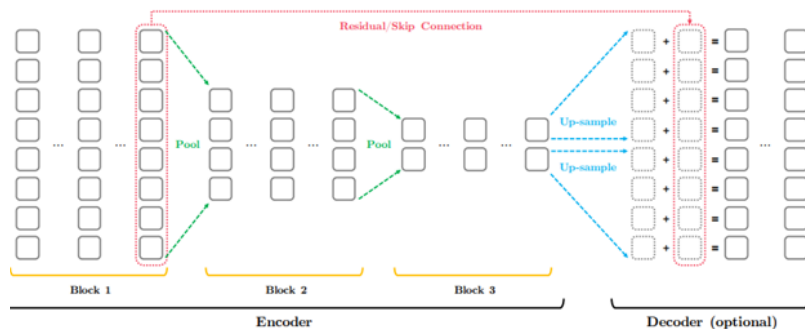 Residual/Skip Connection
+ =
+ =
+ =
Up-sample
+ =
... ... Pool ... ... Pool ... ... + = ...
Up-sample
+ =
+ =
+ =
Block 1 Block 2 Block 3
Encoder Decoder (optional)